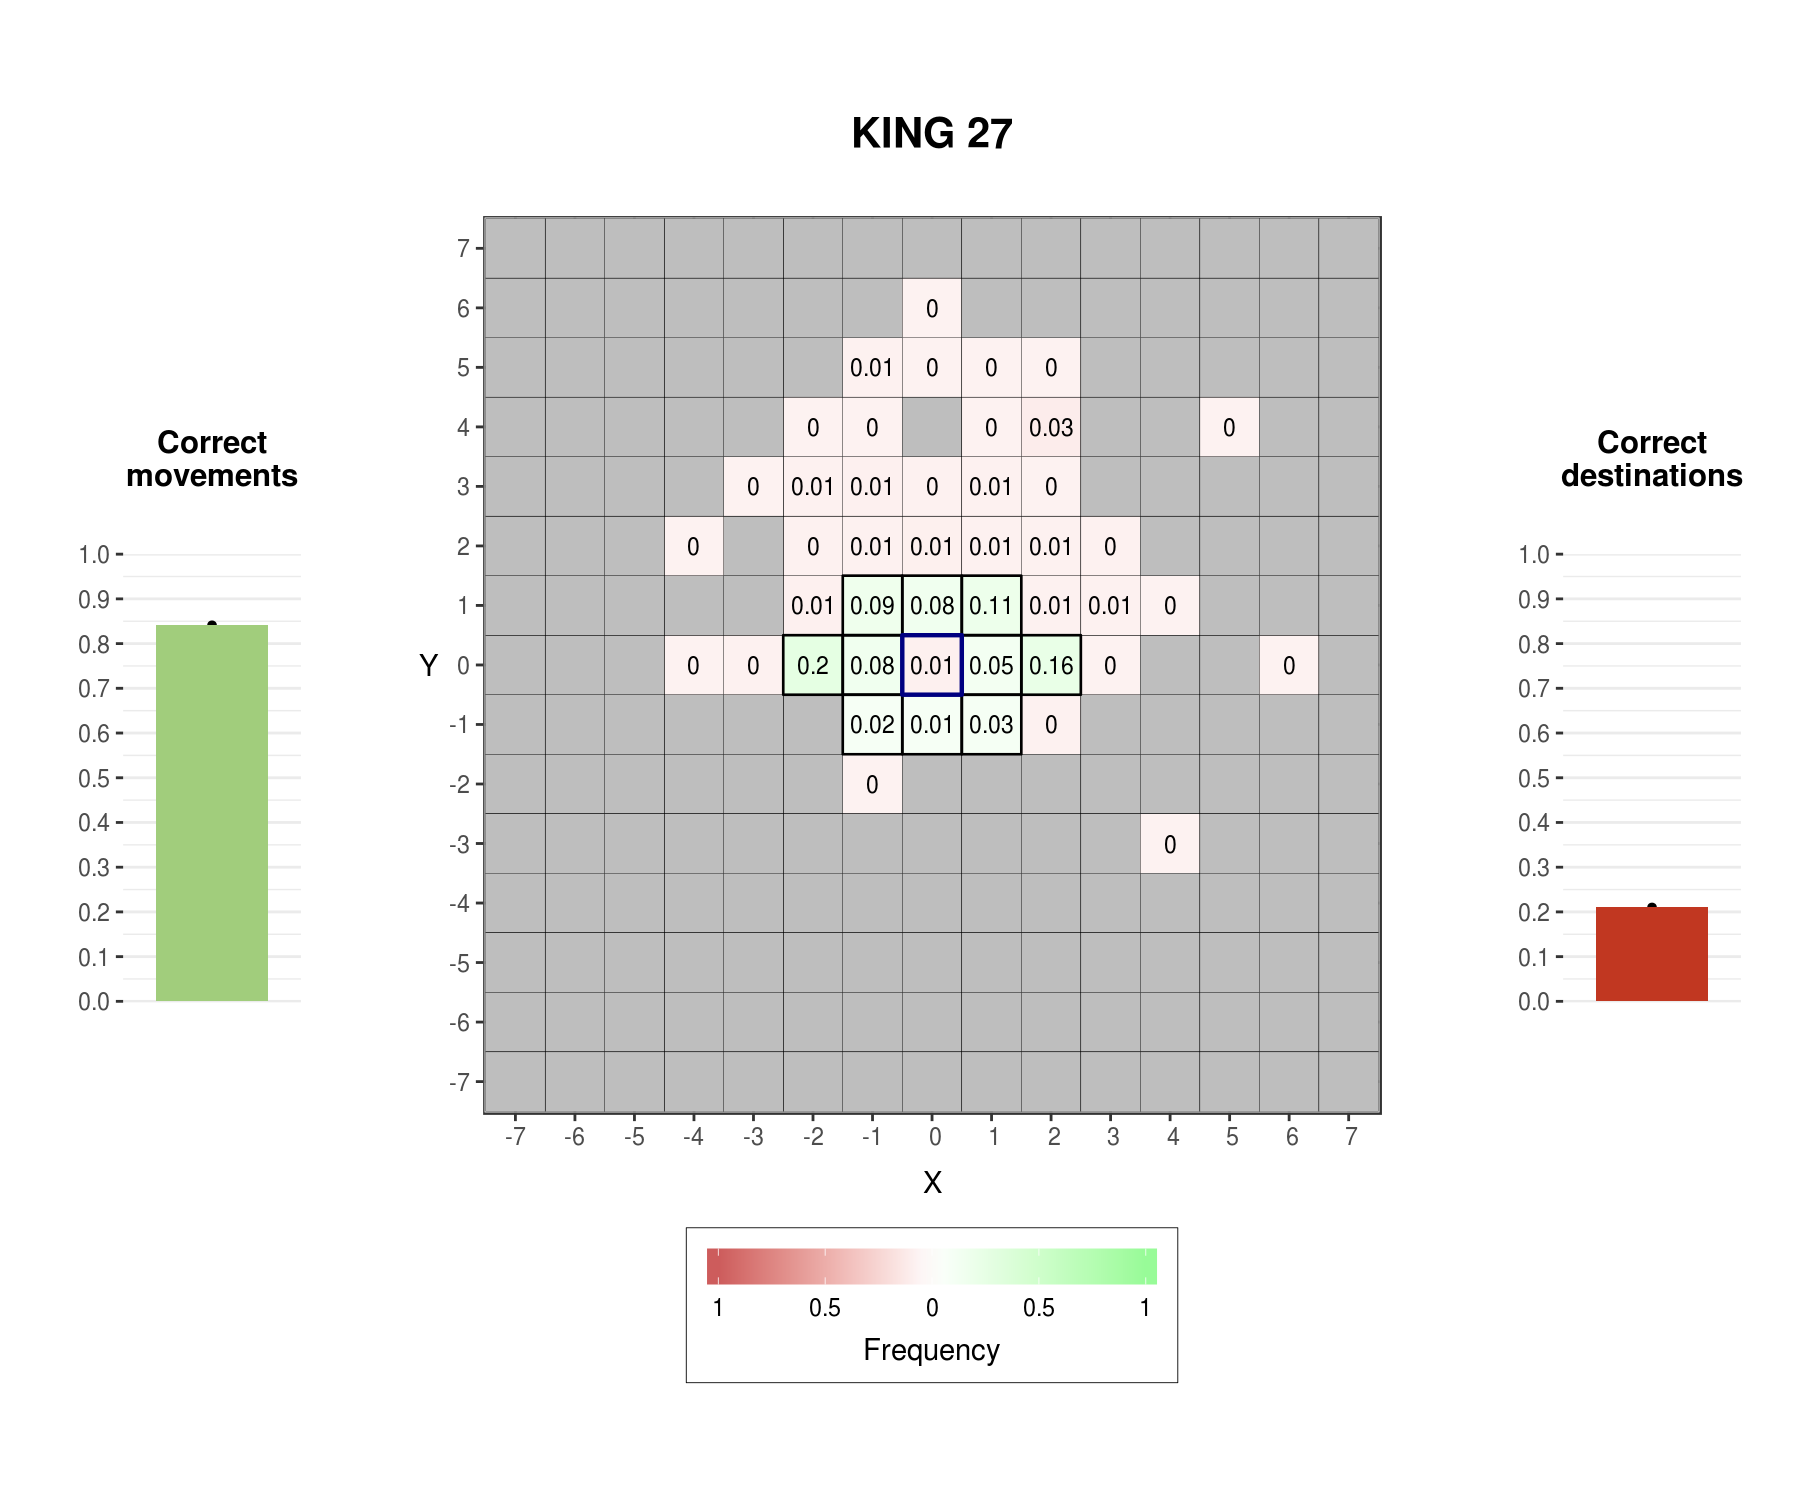 KING 27
Correct
movements
1.0
0.9
0.8
0.7
0.6
0.5
0.4
0.3
0.2
0.1
0.0
Y
7
6
5
4
3
2
1
0
-1
-2
-3
-4
-5
-6
-7
0
0.01 0 0 0
0 0 0 0.03 0
0 0.01 0.01 0 0.01 0
0 0 0.01 0.01 0.01 0.01 0
0.01 0.09 0.08 0.11 0.01 0.01 0
0 0 0.2 0.08 0.01 0.05 0.16 0 0
0.02 0.01 0.03 0
0
0
-7 -6 -5 -4 -3 -2 -1 0 1 2 3 4 5 6 7
X
1 0.5 0 0.5 1
Frequency
Correct
destinations
1.0
0.9
0.8
0.7
0.6
0.5
0.4
0.3
0.2
0.1
0.0